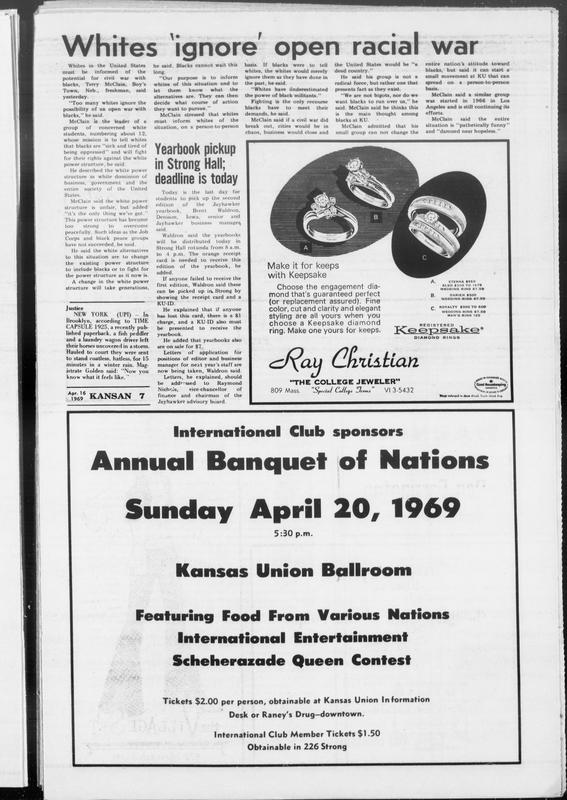 Whites 'ignore' open racial war
Whites in the United States
must be informed of the
potential for civil war with
blacks, Terry McClain, Boy's
Town, Neb., freshman, said
yesterday.
"Too many whites ignore the
possibility of an open war with
blacks," he said.
McClain is the leader of a
group of concerned white
students, numbering about 12,
whose mission is to tell whites
that blacks are "sick and tired of
being oppressed" and will fight
for their rights against the white
power structure, he said.
He described the white power
structure as white dominion of
business, government and the
entire society of the United
States.
McClain said the white power
structure is unfair, but added
"it's the only thing we've got."
This power structure has become
too strong to overcome
peacefully. Such ideas as the Job
Corps and black peace groups
have not succeeded, he said.
He said the white alternatives
to this situation are to change
the existing power structure
to include blacks or to fight for
the power structure as it now is.
A change in the white power
structure will take generations,
he said. Blacks cannot wait this
long.
"Our purpose is to inform
whites of this situation and to
let them know what the
alternatives are. They can then
decide what course of action
they want to pursue."
McClain stressed that whites
must inform whites of the
situation, on a person-to-person
basis. If blacks were to tell
whites, the whites would merely
ignore them as they have done in
the past, he said.
"Whites have underestimated
the power of black militants."
Fighting is the only recourse
blacks have to meet their
demands, he said.
McClain said if a civil war did
break out, cities would be in
chaos, business would close and
the United States would be "a
dead country."
He said his group is not a
radical force, but rather one that
presents fact as they exist.
"We are not bigots, nor do we
want blacks to run over us," he
said. McClain said he thinks this
is the main thought among
blacks at KU.
McClain admitted that his
small group can not change the
entire nation's attitude toward
blacks, but said it can start a
small movement at KU that can
spread on a person-to-person
basis.
McClain said a similar group
was started in 1966 in Los
Angeles and is still continuing its
efforts.
McClain said the entire
situation is "pathetically funny"
and "damned near hopeless."
Yearbook pickup
in Strong Hall;
deadline is today
Today is the last day for
students to pick up the second
edition of the Jayhawker
yearbook, Brent Waldron,
Denison, Iowa, senior and
Jayhawker business manager,
said.
Waldron said the yearbooks
will be distributed today in
Strong Hall rotunda from 8 a.m.
to 4 p.m. The orange receipt
card is needed to receive this
edition of the yearbook, he
added.
If anyone failed to receive the
first edition, Waldron said these
can be picked up in Strong by
showing the receipt card and a
KU-ID.
He explained that if anyone
has lost this card, there is a $1
charge, and a KU-ID also must
be presented to receive the
yearbook.
He added that yearbooks also
are on sale for $7.
Letters of application for
positions of editor and business
manager for next year's staff are
now being taken, Waldron said.
Letters, he explained, should
be addressed to Raymond
Nichols, vice-chancellor of
finance and chairman of the
Jayhawker advisory board.
Justice
NEW YORK (UPI) — In
Brooklyn, according to TIME
CAPSULE 1925, a recently pub-
lished paperback, a fish peddler
and a laundry wagon driver left
their horses uncovered in a storm.
Hauled to court they were sent
to stand coatless, hatless, for 15
minutes in a winter rain. Mag-
istrate Golden said: "Now you
know what it feels like."
Apr. 16
1969 KANSAN 7
A
B
C
Make it for keeps
with Keepsake
Choose the engagement dia-
mond that's guaranteed perfect
(or replacement assured). Fine
color, cut and clarity and elegant
styling are all yours when you
choose a Keepsake diamond
ring. Make one yours for keeps.
A.
B.
C.
REGISTERED
Keepsake®
DIAMOND RINGS
Ray Christian
"THE COLLEGE JEWELER"
809 Mass. "Special College Terms" VI 3-5432
International Club sponsors
Annual Banquet of Nations
Sunday April 20, 1969
5:30 p.m.
Kansas Union Ballroom
Featuring Food From Various Nations
International Entertainment
Scheherazade Queen Contest
Tickets $2.00 per person, obtainable at Kansas Union Information
Desk or Raney's Drug—downtown.
International Club Member Tickets $1.50
Obtainable in 226 Strong